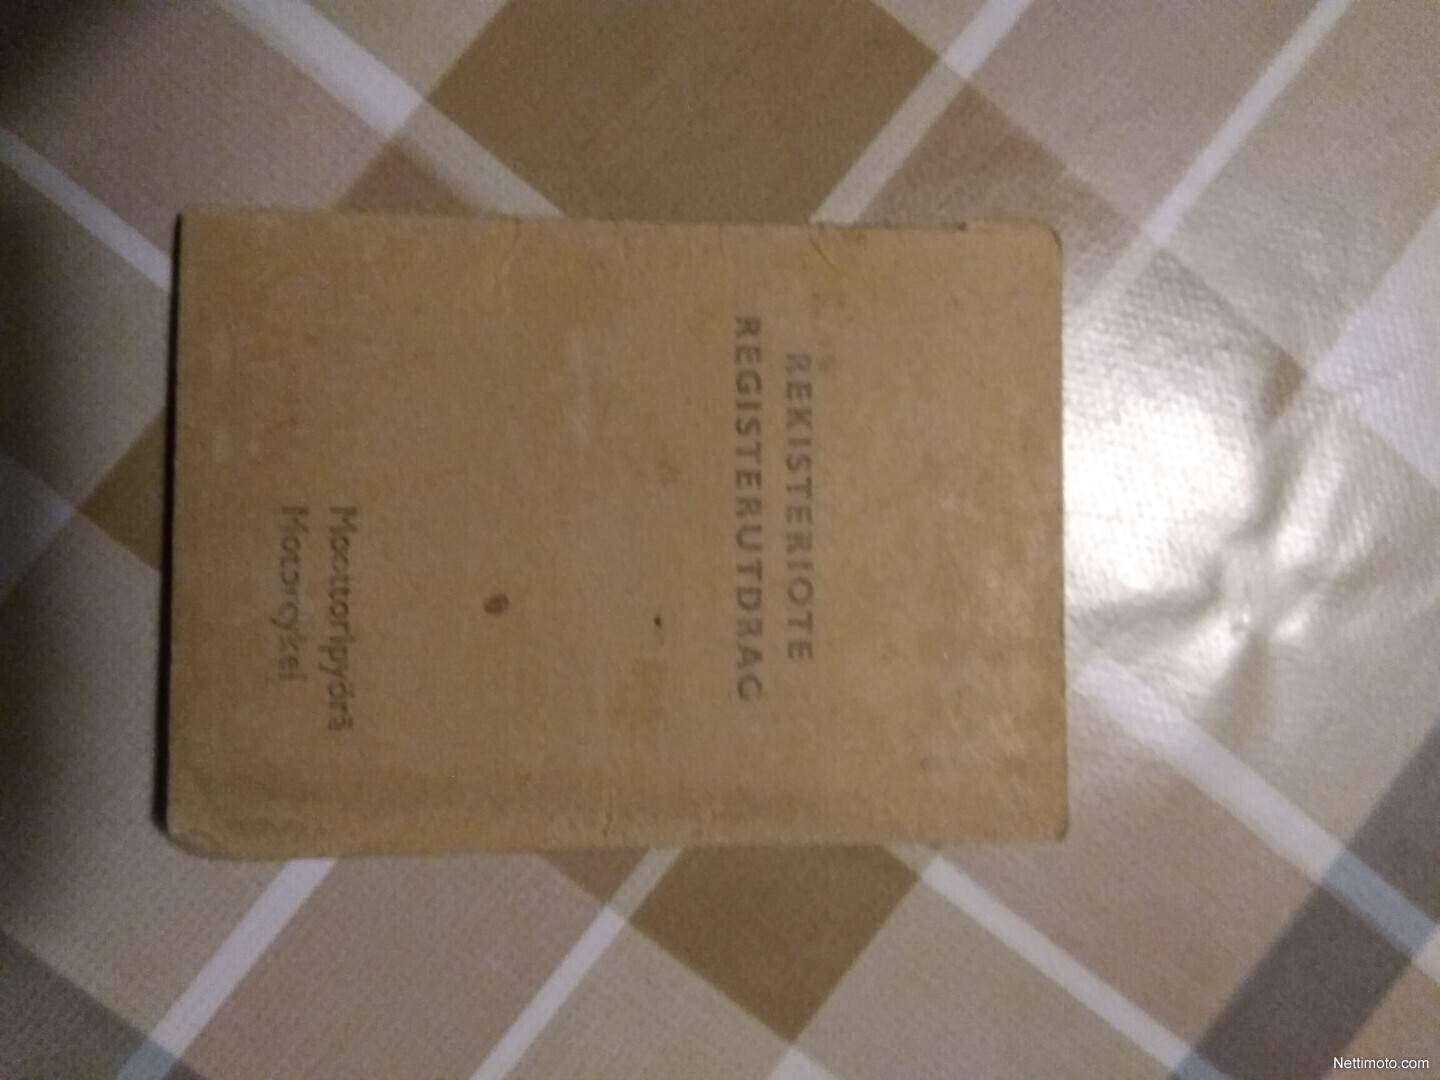 REKISTERIOTE
REGISTERUTDRAG
Moottoripyörä
Motorcykel
Nettimoto.com